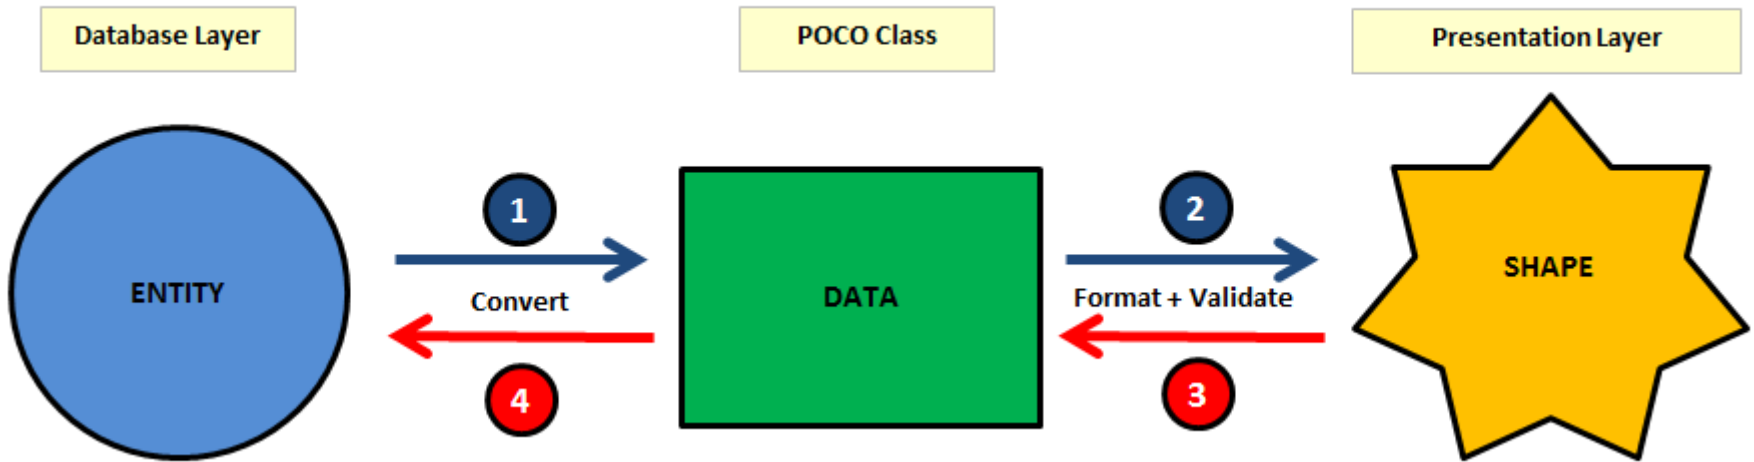 Database Layer
POCO Class
Presentation Layer
1
2
ENTITY
Convert
DATA
Format + Validate
SHAPE
4
3